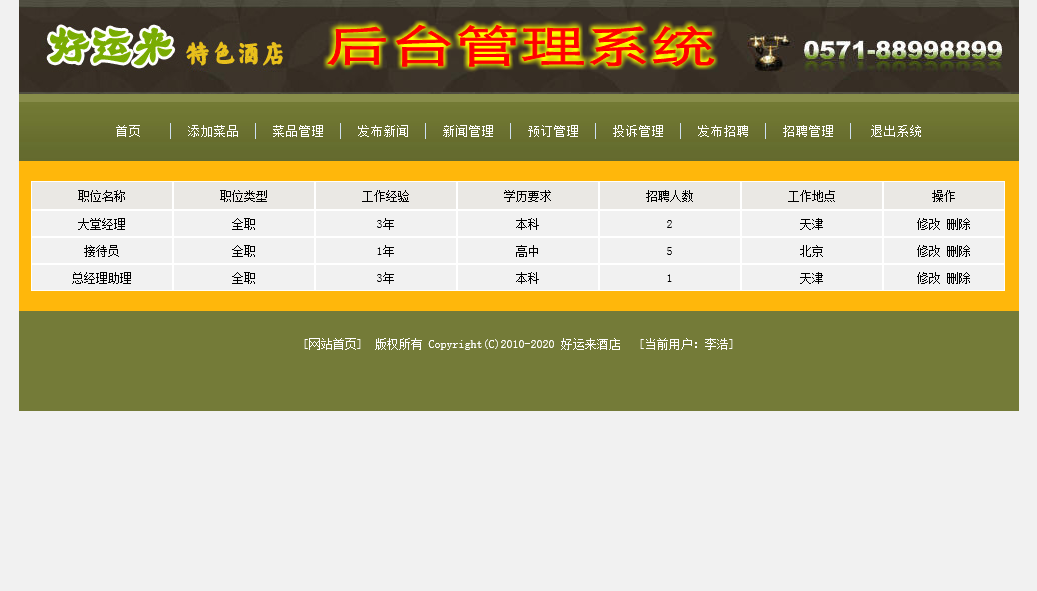 好运来 特色酒店 后台管理系统 0571-88998899
首页 添加菜品 菜品管理 发布新闻 新闻管理 预订管理 投诉管理 发布招聘 招聘管理 退出系统
职位名称 职位类型 工作经验 学历要求 招聘人数 工作地点 操作
大堂经理 全职 3年 本科 2 天津 修改 删除
接待员 全职 1年 高中 5 北京 修改 删除
总经理助理 全职 3年 本科 1 天津 修改 删除
[网站首页] 版权所有 Copyright(C)2010-2020 好运来酒店 [当前用户: 李浩]